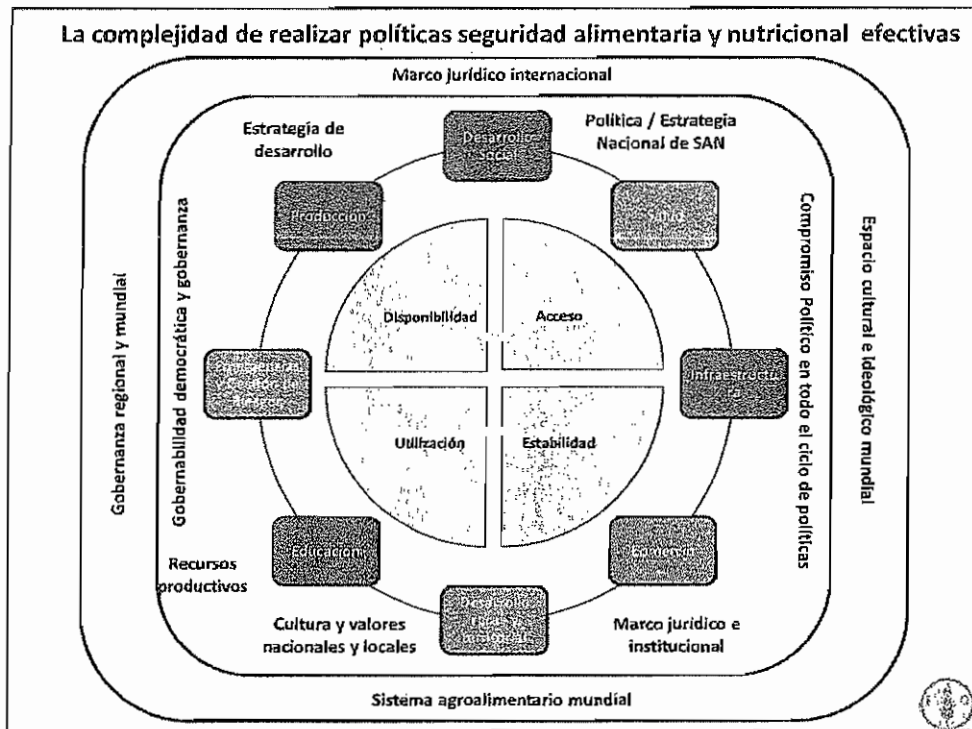 La complejidad de realizar políticas seguridad alimentaria y nutricional efectivas
Marco jurídico internacional
Estrategia de
desarrollo
Desarrollo
Social
Política / Estrategia
Nacional de SAN
Producción
Salud
Gobernanza regional y mundial
Gobernabilidad democrática y gobernanza
Disponibilidad
Acceso
Compromiso Político en todo el ciclo de políticas
Espacio cultural e Ideológico mundial
Infraestructu
ra
Utilización
Estabilidad
Educación
Recursos
productivos
Desarrollo
Cultura y valores
nacionales y locales
Marco jurídico e
institucional
Sistema agroalimentario mundial